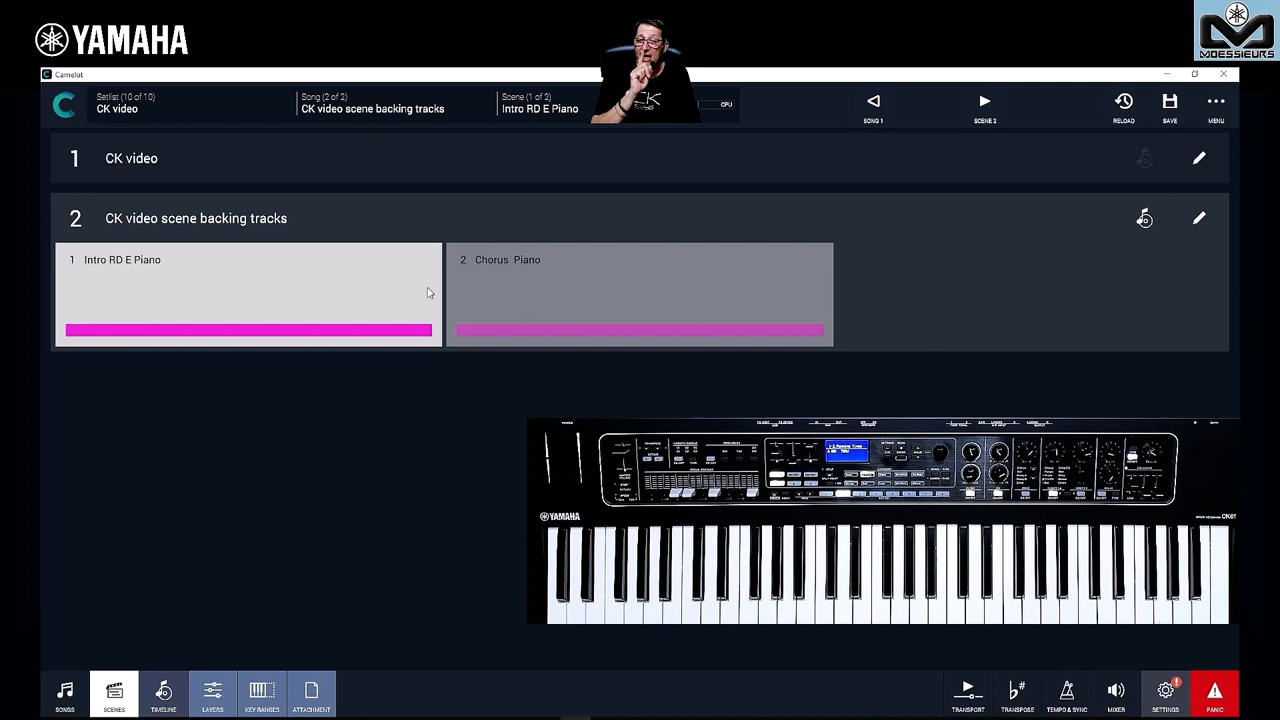 YAMAHA
MOESSIEURS
Camelot
Setlist (10 of 10)
CK video
Song (2 of 2)
CK video scene backing tracks
Scene (1 of 2)
Intro RD E Piano
CPU
SONG 1
SCENE 2
RELOAD
SAVE
MENU
1 CK video
2 CK video scene backing tracks
1 Intro RD E Piano
2 Chorus Piano
CK
YAMAHA
SONGS
SCENES
TIMELINE
LAYERS
KEY RANGES
ATTACHMENT
TRANSPORT
TRANSPOSE
TEMPO & SYNC
MIXER
SETTINGS
PANIC